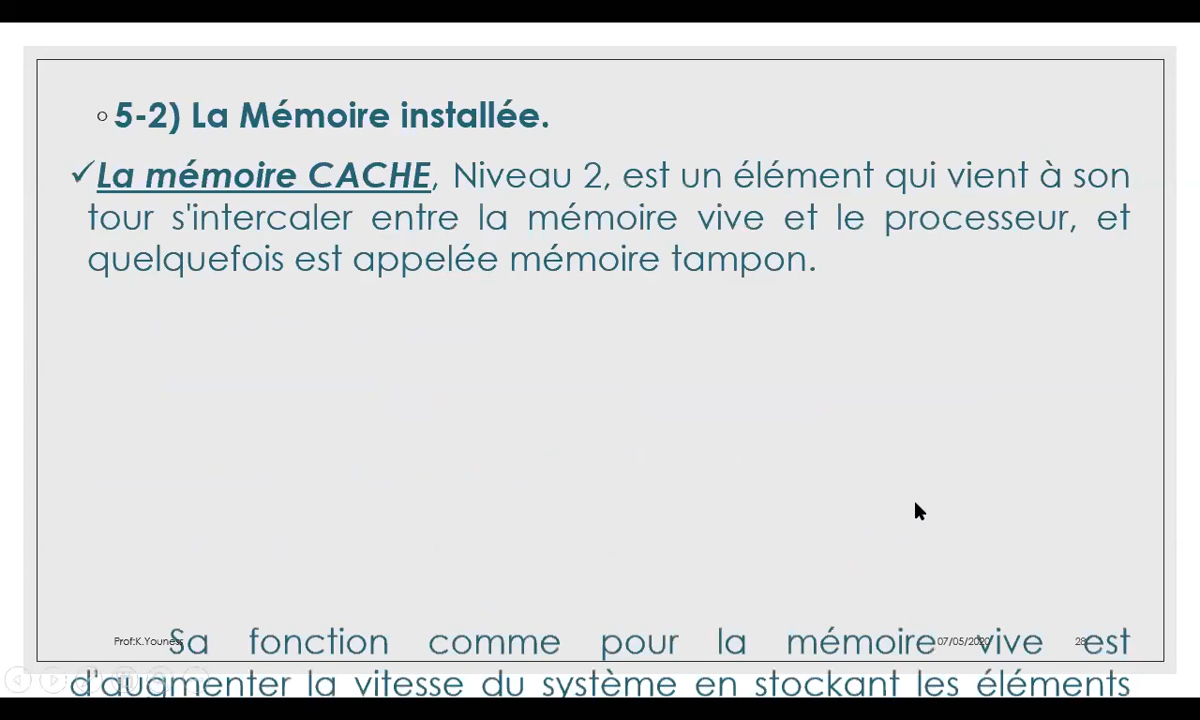 5-2) La Mémoire installée.
La mémoire CACHE, Niveau 2, est un élément qui vient à son
tour s'intercaler entre la mémoire vive et le processeur, et
quelquefois est appelée mémoire tampon.
Prof:K.Youness
07/05/2020
28
Sa fonction comme pour la mémoire vive est
d'augmenter la vitesse du système en stockant les éléments